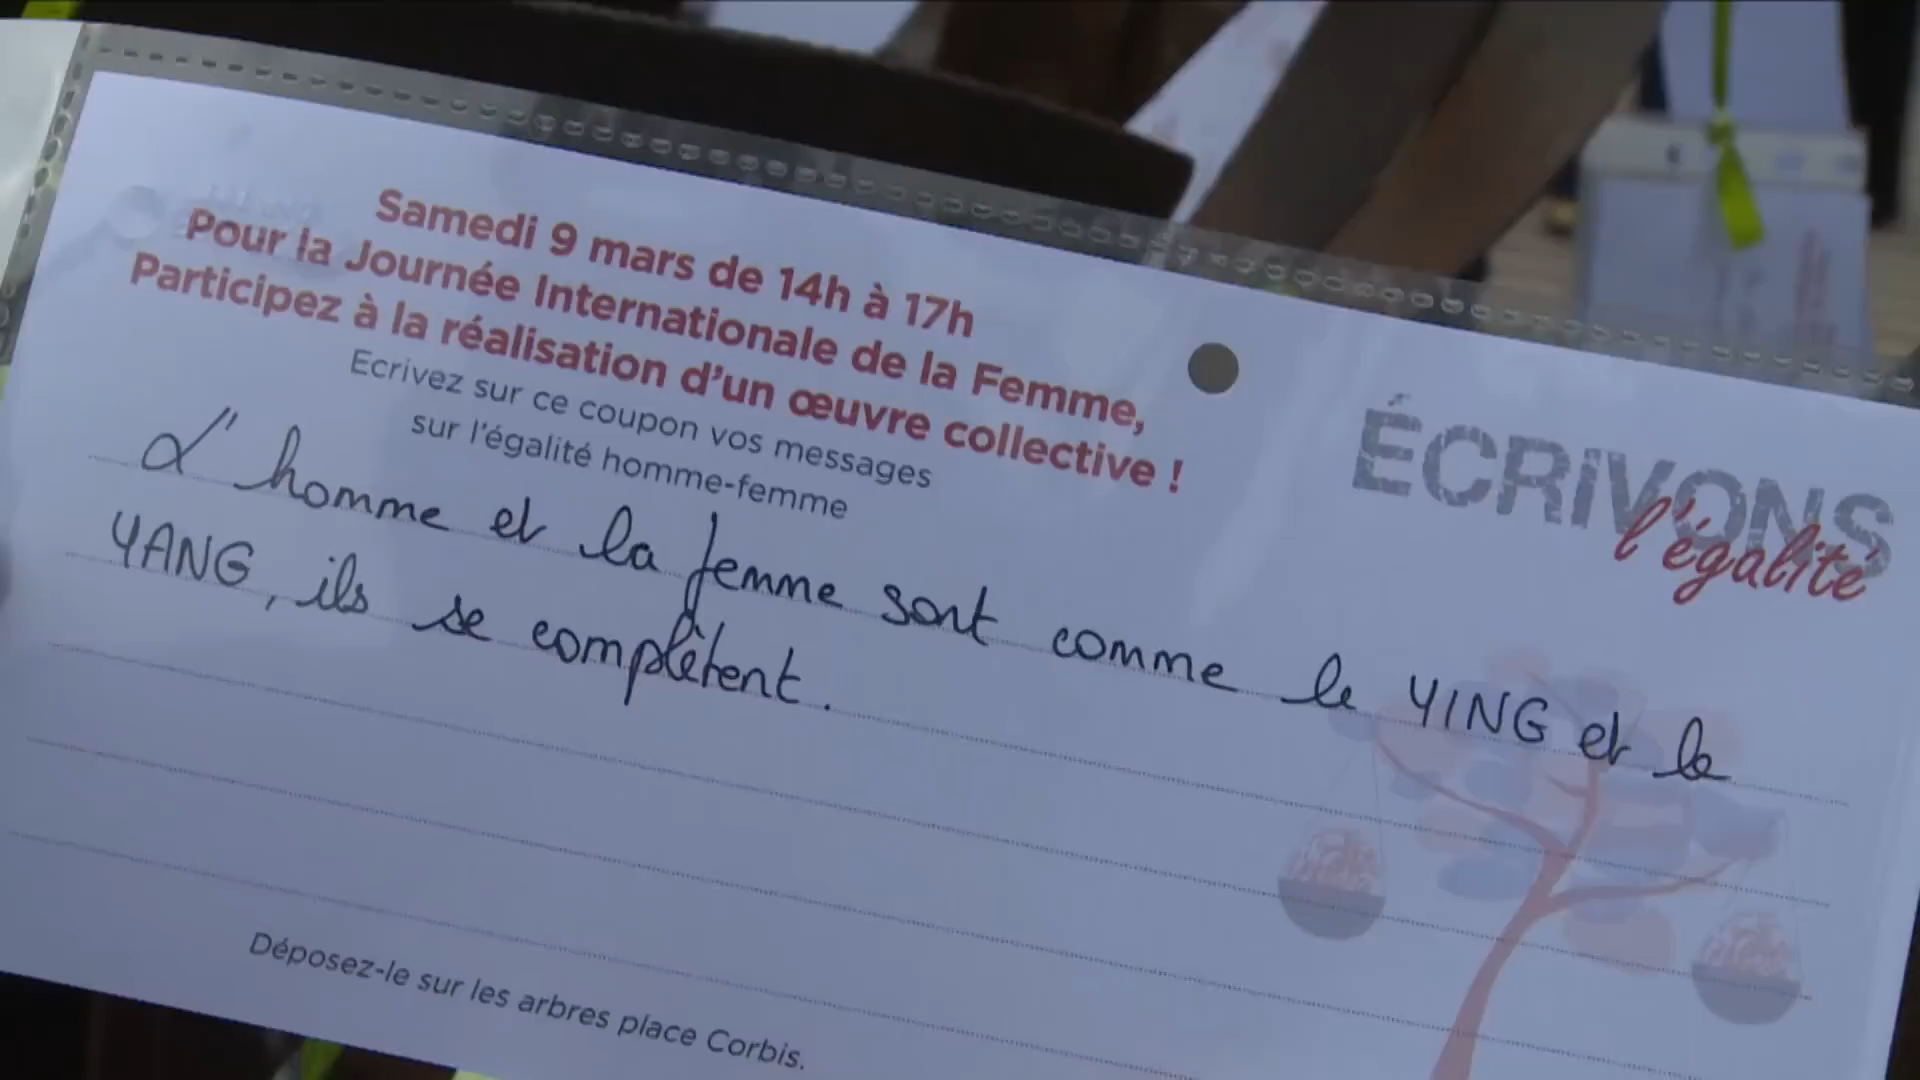 Samedi 9 mars de 14h à 17h
Pour la Journée Internationale de la Femme,
Participez à la réalisation d'un œuvre collective !
Ecrivez sur ce coupon vos messages
sur l'égalité homme-femme
ÉCRIVONS
l'égalité
L'homme et la femme sont comme le YING et le
YANG, ils se complètent.
Déposez-le sur les arbres place Corbis.